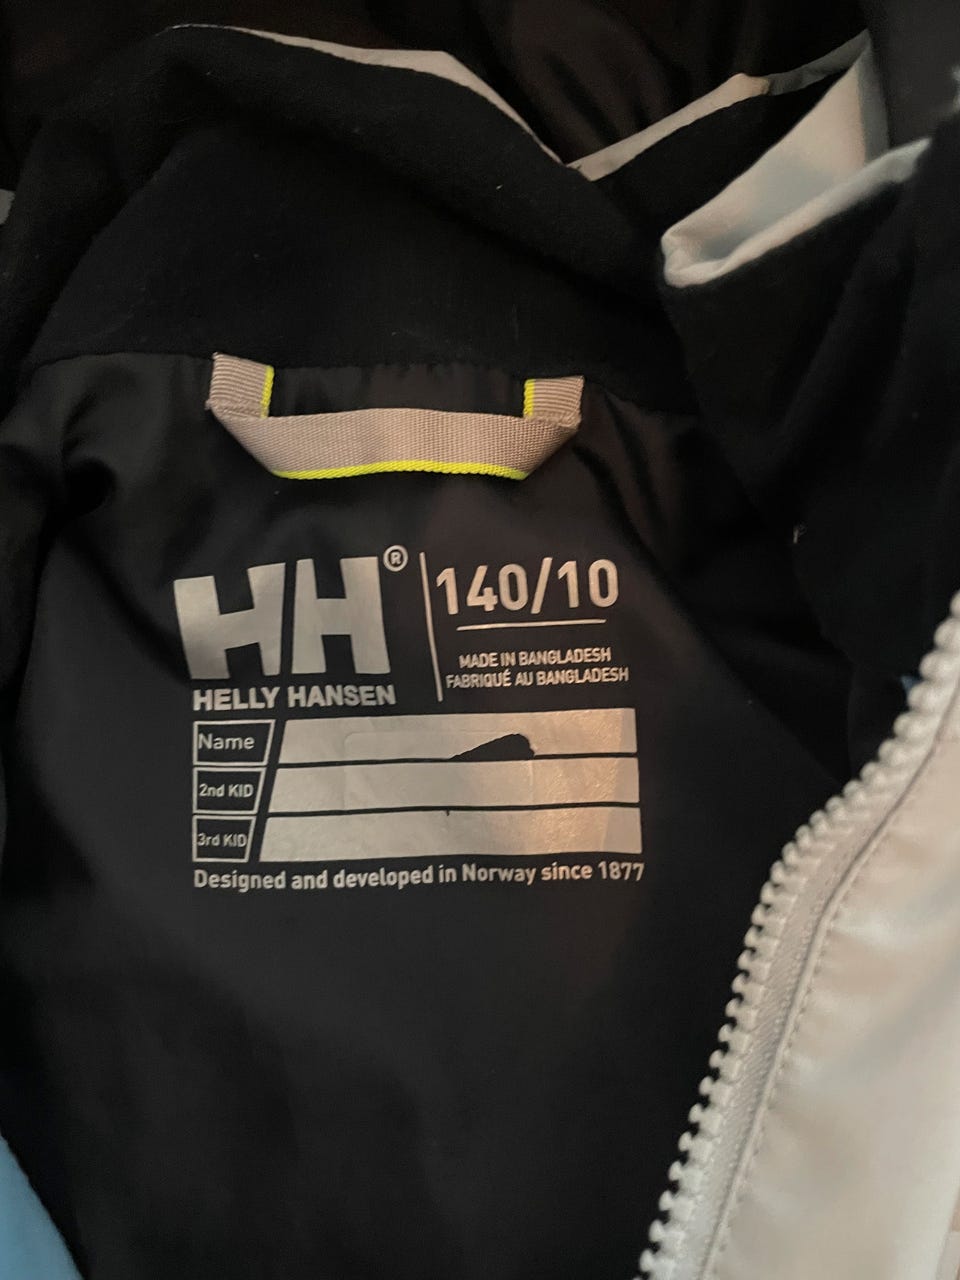 HH®
HELLY HANSEN
140/10
MADE IN BANGLADESH
FABRIQUÉ AU BANGLADESH
Name
2nd KID
3rd KID
Designed and developed in Norway since 1877